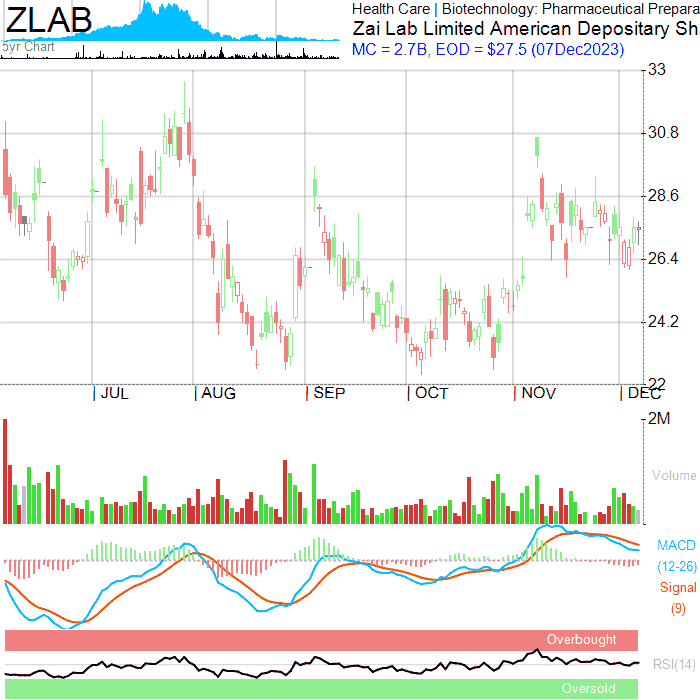 ZLAB
5yr Chart
Health Care | Biotechnology: Pharmaceutical Prepara
Zai Lab Limited American Depositary Sh
MC = 2.7B, EOD = $27.5 (07Dec2023)
33
30.8
28.6
26.4
24.2
22
JUL
AUG
SEP
OCT
NOV
DEC
2M
Volume
MACD
(12-26)
Signal
(9)
Overbought
RSI(14)
Oversold